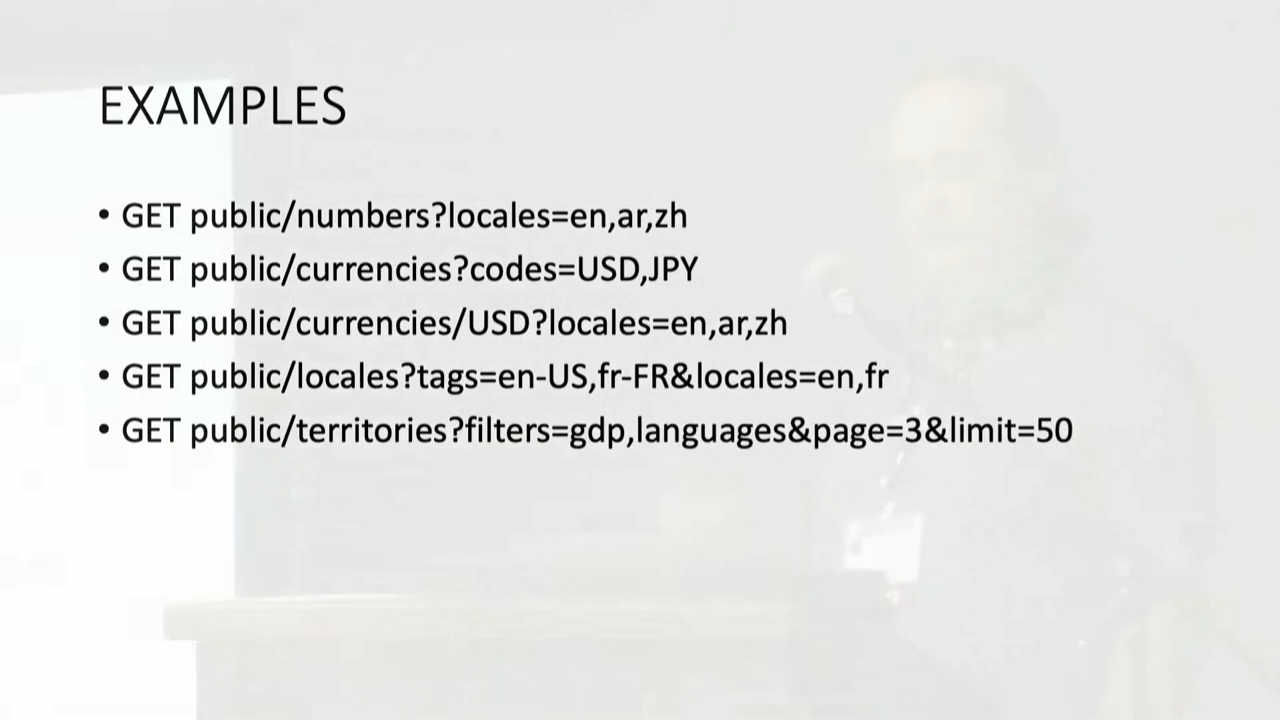 EXAMPLES
• GET public/numbers?locales=en,ar,zh
• GET public/currencies?codes=USD,JPY
• GET public/currencies/USD?locales=en,ar,zh
• GET public/locales?tags=en-US,fr-FR&locales=en,fr
• GET public/territories?filters=gdp,languages&page=3&limit=50